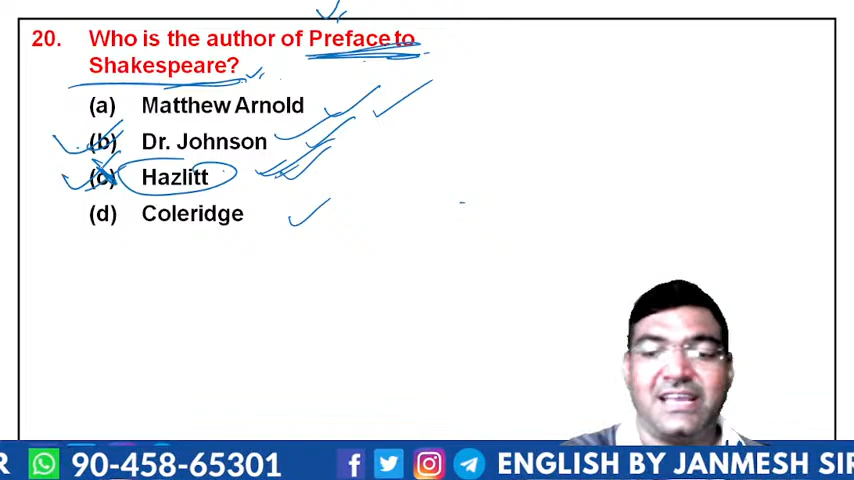 20. Who is the author of Preface to
Shakespeare?
(a) Matthew Arnold
(b) Dr. Johnson
(c) Hazlitt
(d) Coleridge
R 90-458-65301 ENGLISH BY JANMESH SIR